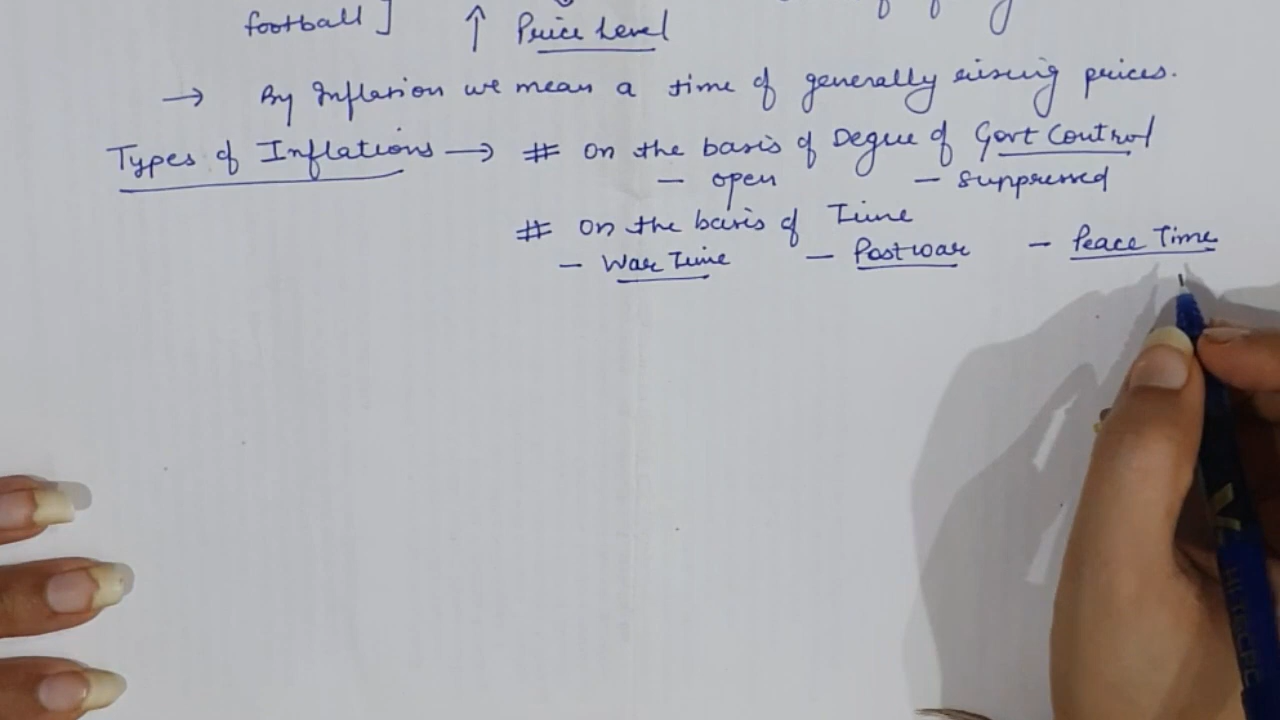 football ] ↑ Price Level
→ By Inflation we mean a time of generally rising prices.
Types of Inflations → # on the basis of Degree of Govt Control
– open – suppressed
# On the basis of Time
– War Time – Postwar – Peace Time